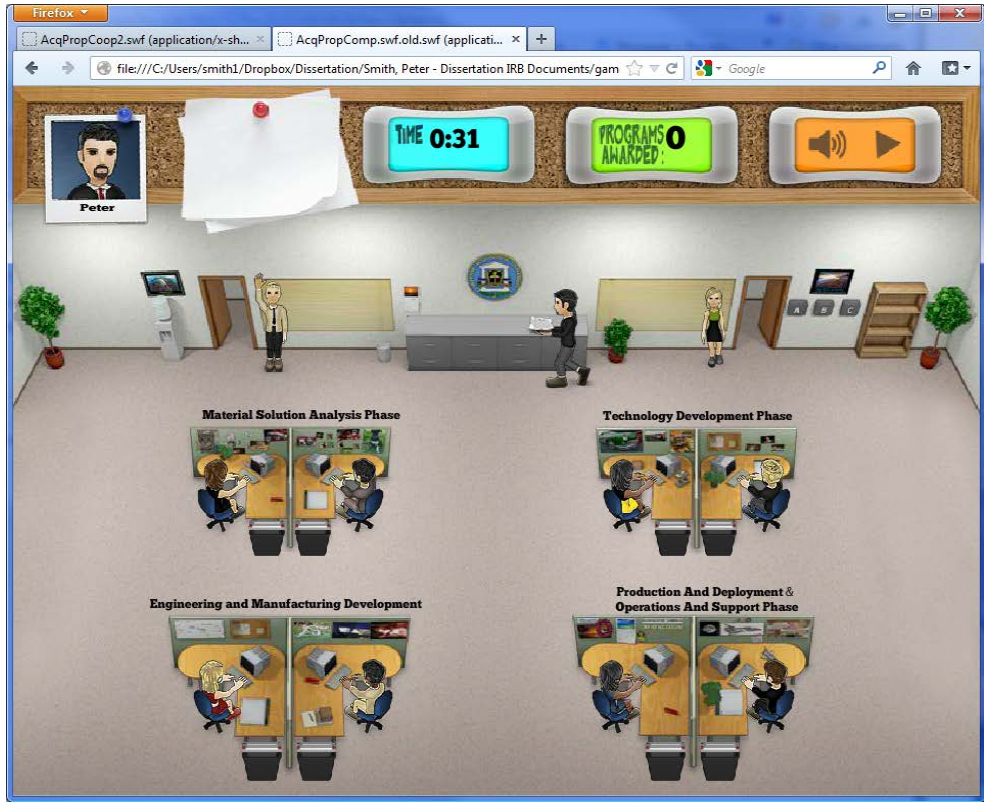 Firefox
AcqPropCoop2.swf (application/x-sh...
AcqPropComp.swf.old.swf (applicati...
file:///C:/Users/smith1/Dropbox/Dissertation/Smith, Peter - Dissertation IRB Documents/gam
Google
Peter
TIME 0:31
PROGRAMS 0
AWARDED:
A B C
Material Solution Analysis Phase
Technology Development Phase
Engineering and Manufacturing Development
Production And Deployment &
Operations And Support Phase